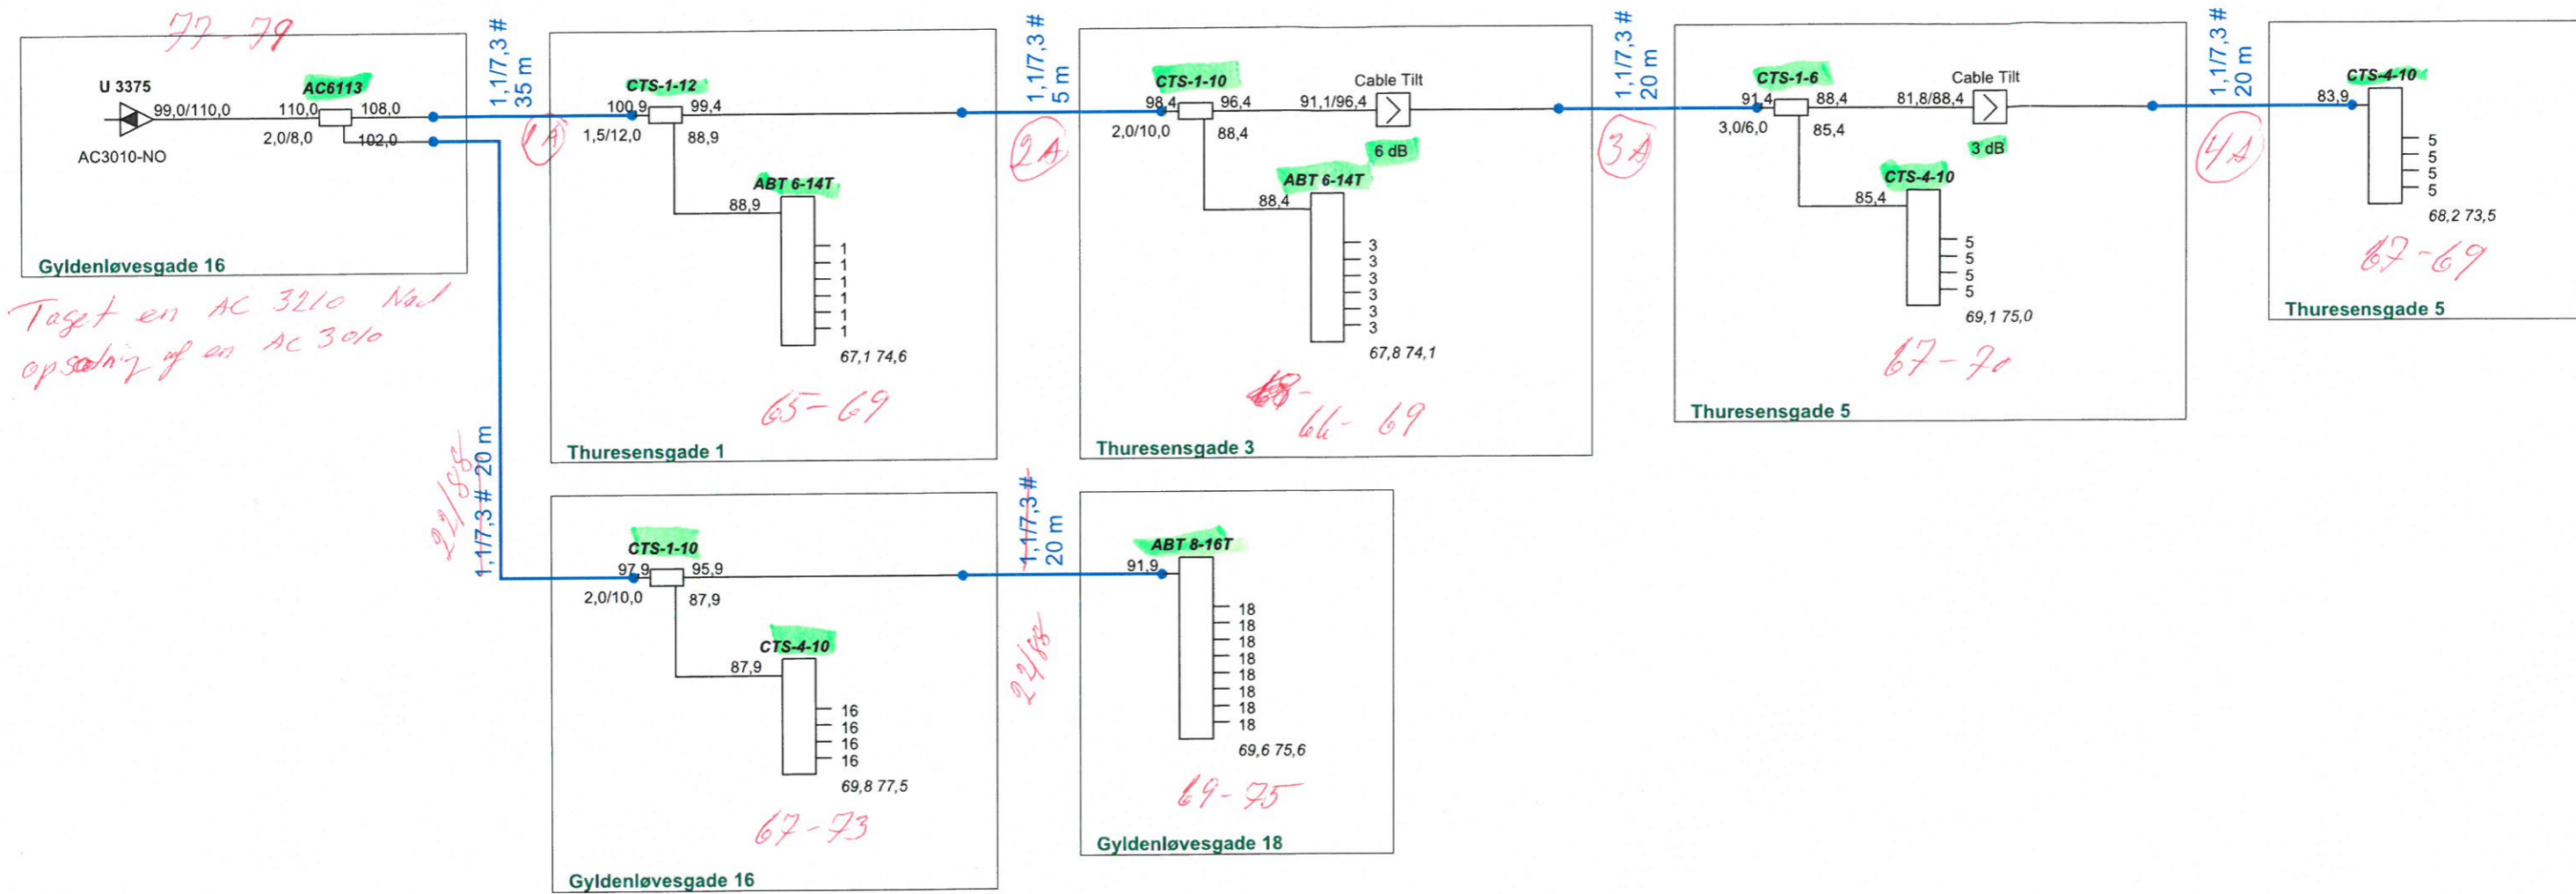 77-79
U 3375
AC6113
99,0/110,0
110,0
108,0
2,0/8,0
102,0
AC3010-NO
Gyldenløvesgade 16
Taget en AC 3210 Ned
opsætning af en AC 3010
1,1/7,3 #
35 m
1A
CTS-1-12
100,9
99,4
1,5/12,0
88,9
ABT 6-14T
88,9
1
1
1
1
1
1
67,1 74,6
65-69
Thuresensgade 1
1,1/7,3 #
5 m
2A
CTS-1-10
98,4
96,4
2,0/10,0
88,4
Cable Tilt
91,1/96,4
6 dB
ABT 6-14T
88,4
3
3
3
3
3
3
67,8 74,1
66-69
Thuresensgade 3
1,1/7,3 #
20 m
3A
CTS-1-6
91,4
88,4
3,0/6,0
85,4
Cable Tilt
81,8/88,4
3 dB
CTS-4-10
85,4
5
5
5
5
69,1 75,0
67-70
Thuresensgade 5
1,1/7,3 #
20 m
4A
CTS-4-10
83,9
5
5
5
5
68,2 73,5
67-69
Thuresensgade 5
22/88
1,1/7,3 # 20 m
CTS-1-10
97,9
95,9
2,0/10,0
87,9
CTS-4-10
87,9
16
16
16
16
69,8 77,5
67-73
Gyldenløvesgade 16
1,1/7,3 #
20 m
22/88
ABT 8-16T
91,9
18
18
18
18
18
18
18
18
69,6 75,6
69-75
Gyldenløvesgade 18